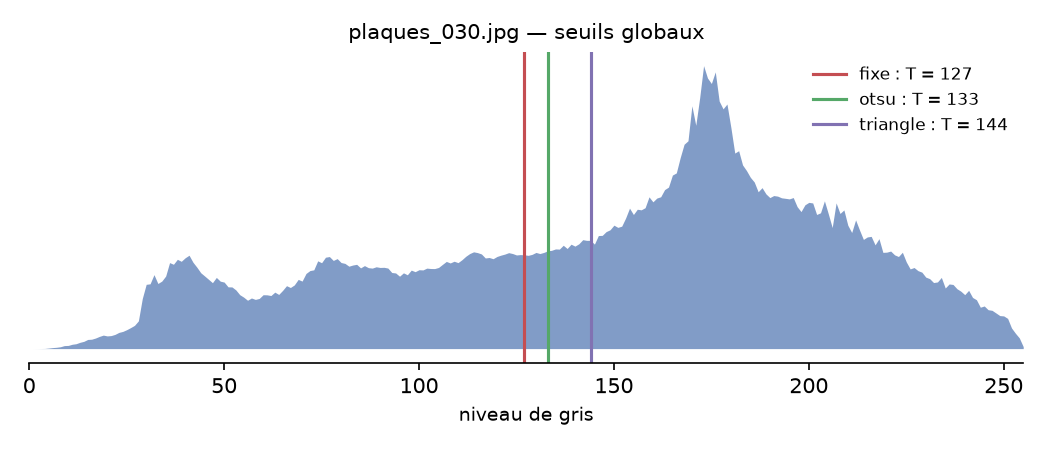 plaques_030.jpg — seuils globaux
fixe : T = 127
otsu : T = 133
triangle : T = 144
0 50 100 150 200 250
niveau de gris